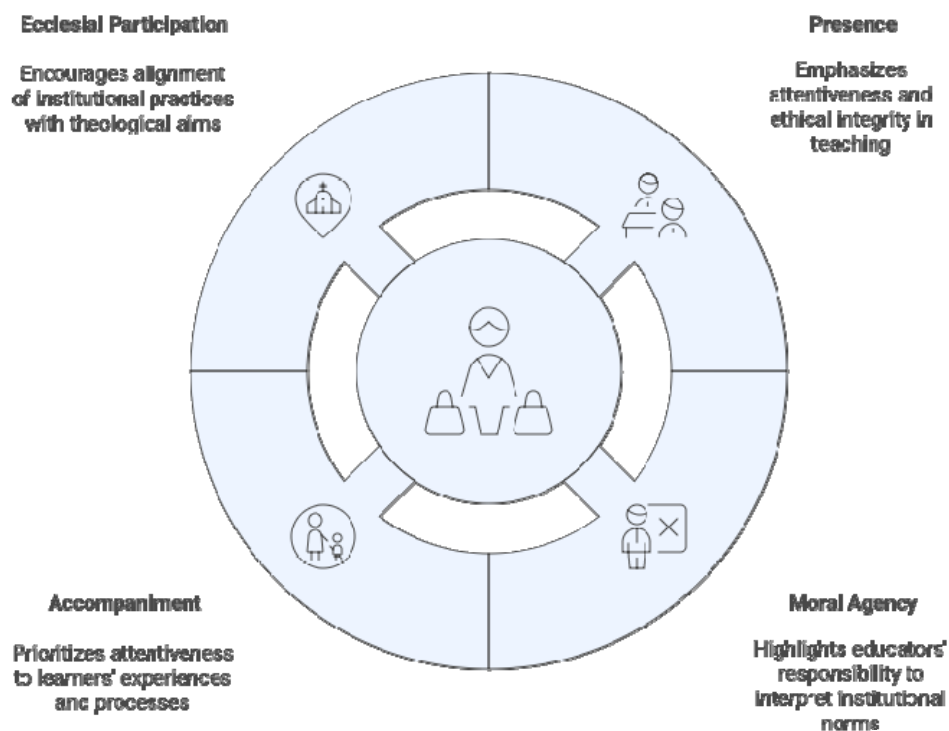 Ecclesial Participation
Encourages alignment
of institutional practices
with theological aims
Presence
Emphasizes
attentiveness and
ethical integrity in
teaching
Accompaniment
Prioritizes attentiveness
to learners' experiences
and processes
Moral Agency
Highlights educators'
responsibility to
interpret institutional
norms